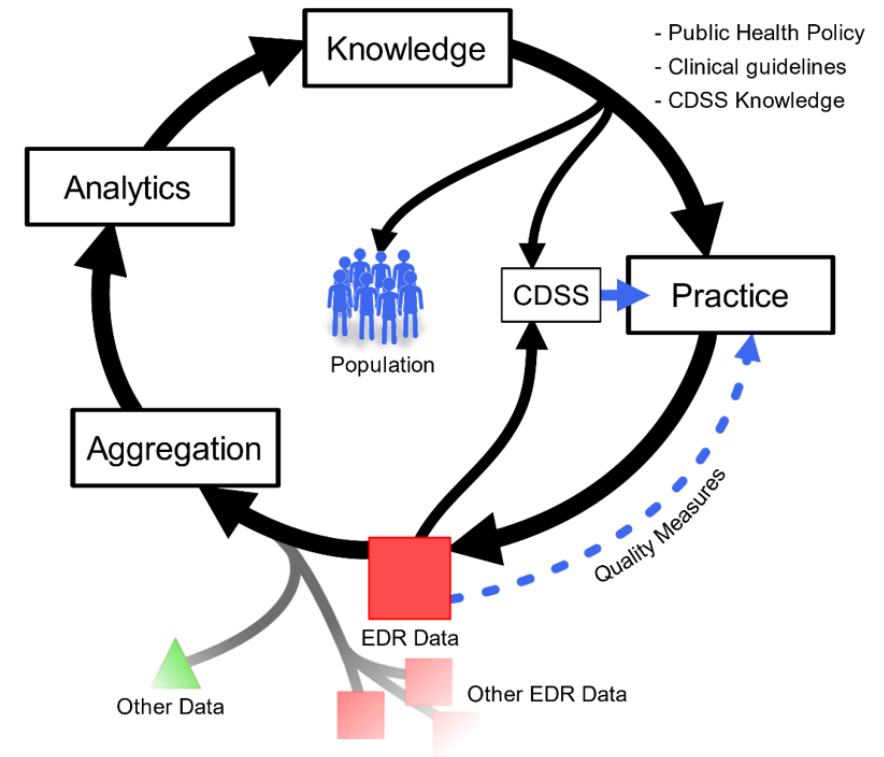 Knowledge
- Public Health Policy
- Clinical guidelines
- CDSS Knowledge
Analytics
CDSS
Practice
Population
Aggregation
Quality Measures
EDR Data
Other Data
Other EDR Data